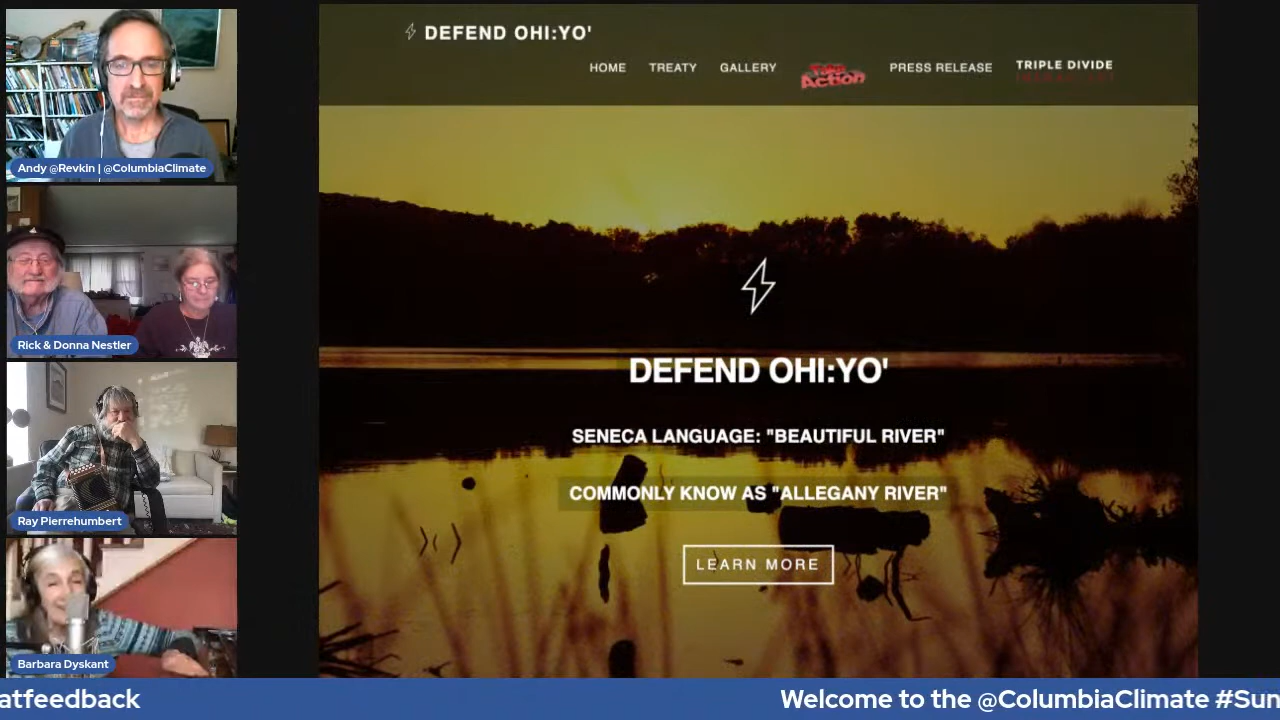 Andy @Revkin | @ColumbiaClimate
Rick & Donna Nestler
Ray Pierrehumbert
Barbara Dyskant
DEFEND OHI:YO'
HOME TREATY GALLERY Take Action PRESS RELEASE TRIPLE DIVIDE
DEFEND OHI:YO'
SENECA LANGUAGE: "BEAUTIFUL RIVER"
COMMONLY KNOW AS "ALLEGANY RIVER"
LEARN MORE
atfeedback Welcome to the @ColumbiaClimate #Sun